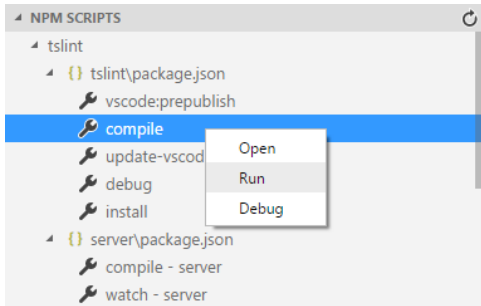 NPM SCRIPTS
tslint
{} tslint\package.json
vscode:prepublish
compile
update-vscod
debug
install
Open
Run
Debug
{} server\package.json
compile - server
watch - server